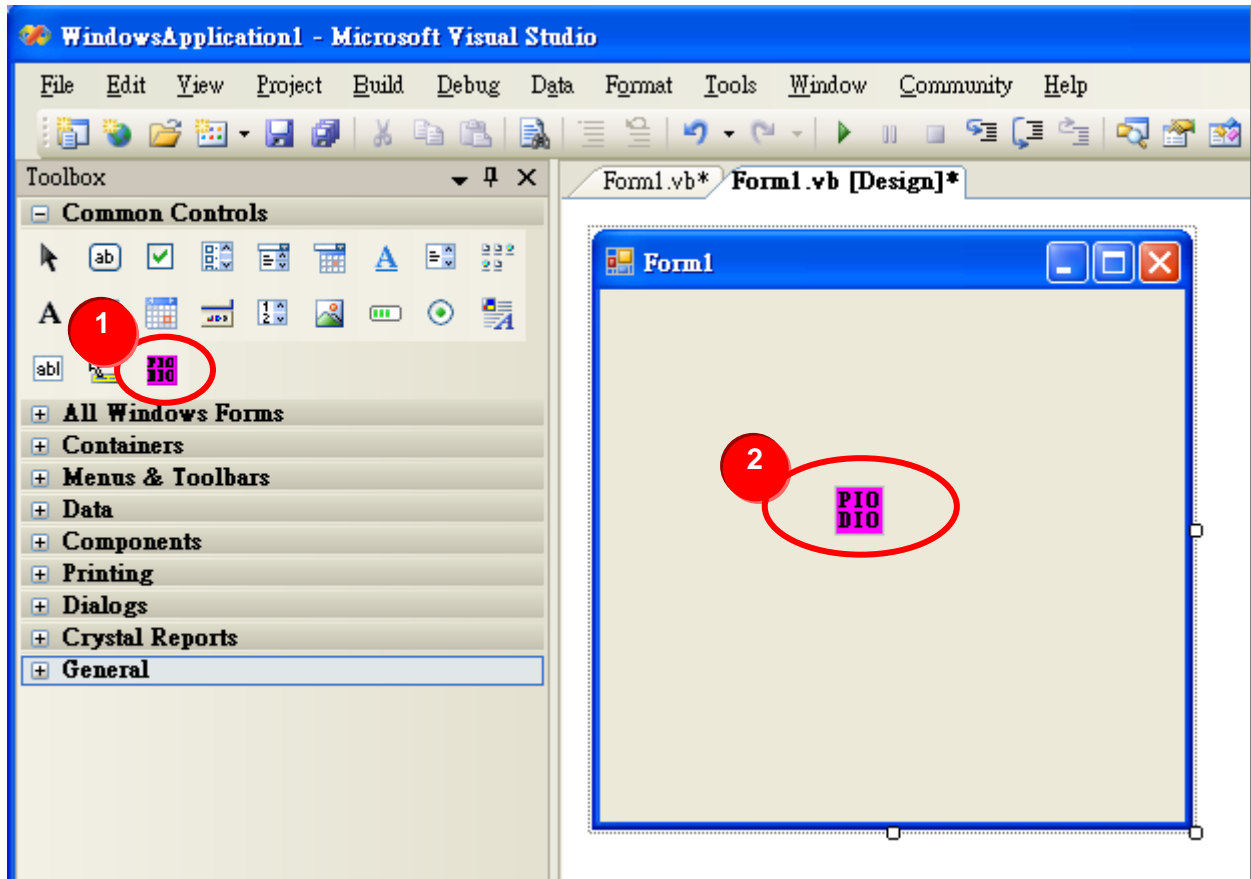 WindowsApplication1 - Microsoft Visual Studio
File Edit View Project Build Debug Data Format Tools Window Community Help
Toolbox
Form1.vb* Form1.vb [Design]*
Common Controls
ab
A
Form1
A
1
abl
PIO
DIO
All Windows Forms
Containers
Menus & Toolbars
2
PIO
DIO
Data
Components
Printing
Dialogs
Crystal Reports
General